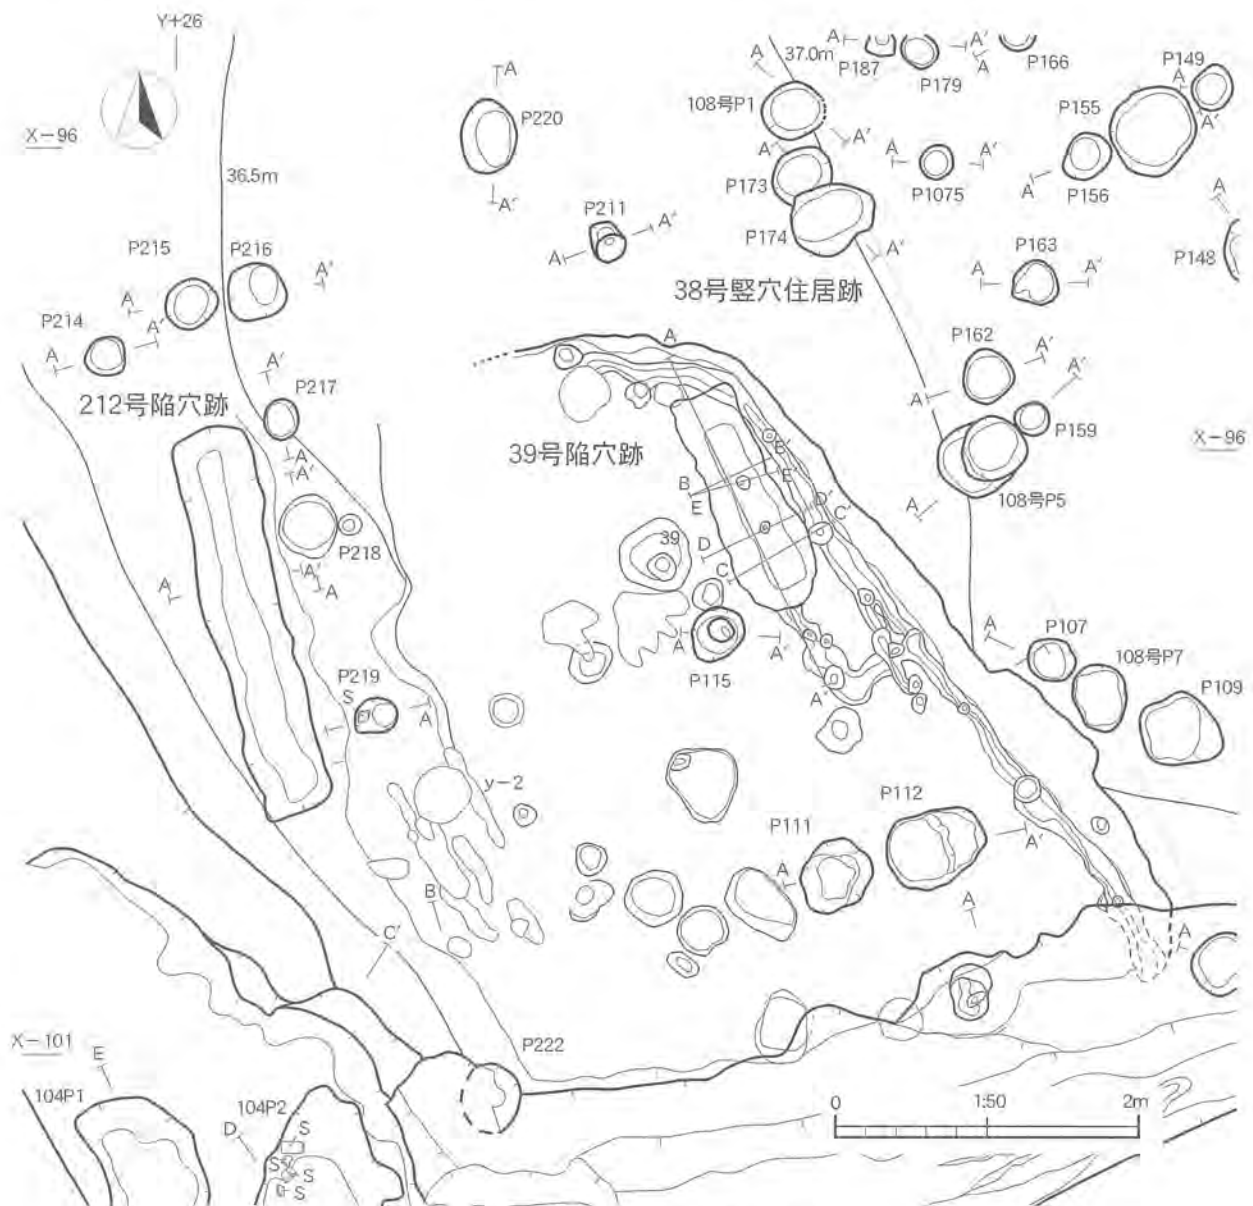 Y+26
A
37.0m
A A'
P187
P179
A
P166
P149
A
108号P1
P155
A'
P220
X-96
A'
A'
A A'
P173
P1075
A
P156
A
36.5m
A'
P211
A'
A
P174
A'
P148
P163
A A'
P215
P216
A'
38号竪穴住居跡
P214
A
A'
A
P162
A'
A'
A
A'
P217
A
212号陥穴跡
P159
X-96
39号陥穴跡
A
A'
B'
E'
B
E
108号P5
A
D'
C'
39
P218
D
C
A'
A
A'
A
P107
108号P7
A
A'
P115
A'
P109
P219
S
A
y-2
P112
P111
A'
A
B
A
A
C'
X-101
E
P222
104P1
104P2
D
S
S
S
S
0 1:50 2m